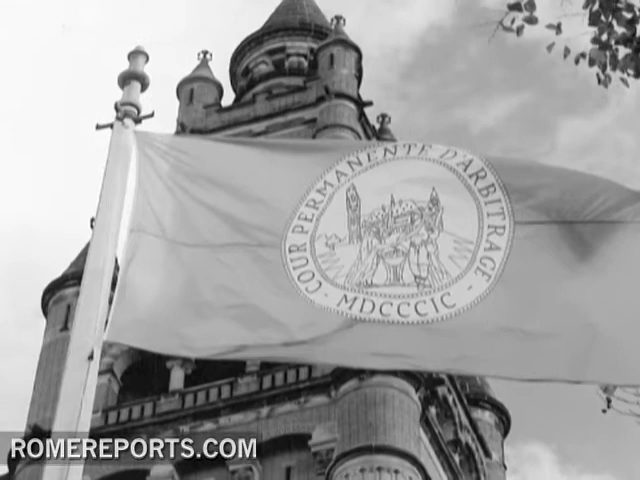 COUR PERMANENTE D'ARBITRAGE
- MDCCCIC -
ROMEREPORTS.COM